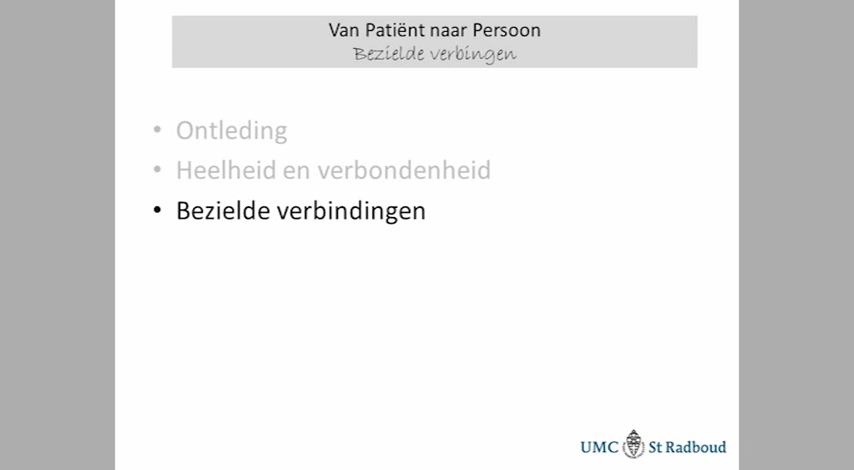 Van Patiënt naar Persoon
Bezielde verbingen
• Ontleding
• Heelheid en verbondenheid
• Bezielde verbindingen
UMC St Radboud